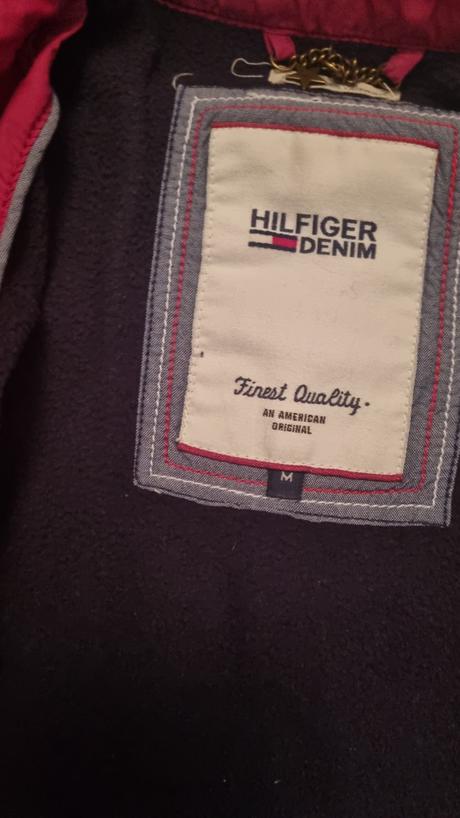 HILFIGER
DENIM
Finest Quality.
AN AMERICAN
ORIGINAL
M